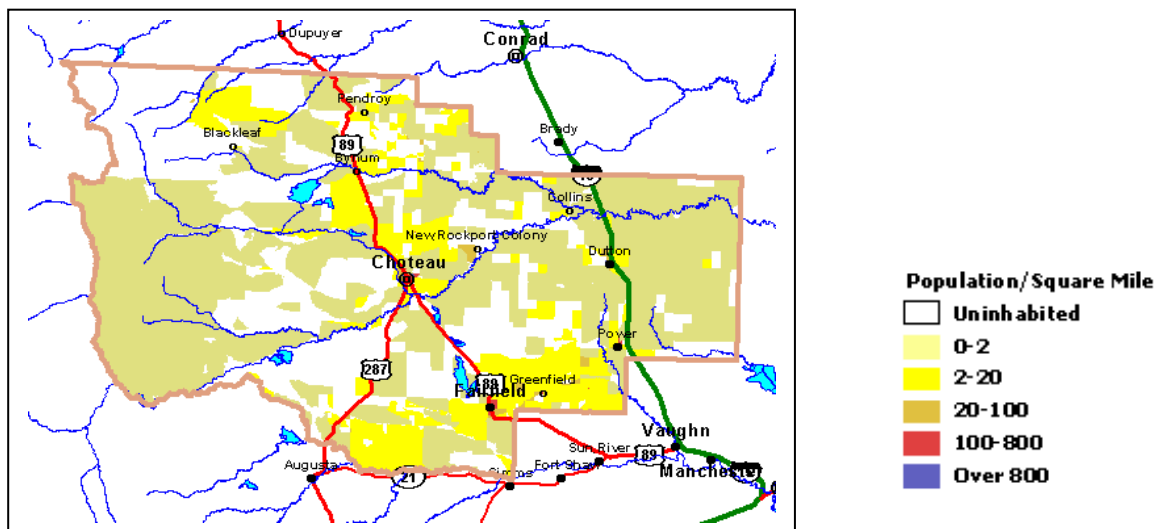 Dupuyer
Conrad
Pendroy
Blackleaf
89
Brady
Bynum
Collins
New Rockport Colony
Dutton
Choteau
Power
287
89
Greenfield
Fairfield
Vaughn
Sun River
89
Augusta
21
Simms
Fort Shaw
Manchester
Population/Square Mile
Uninhabited
0-2
2-20
20-100
100-800
Over 800